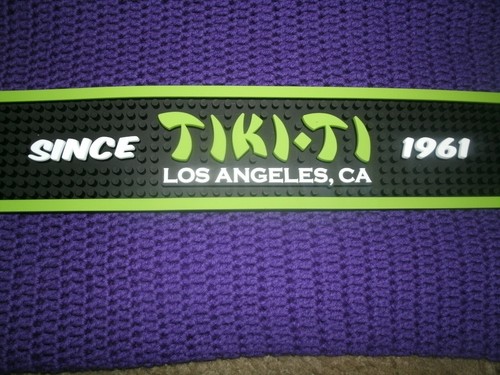 SINCE TIKI-TI 1961
LOS ANGELES, CA